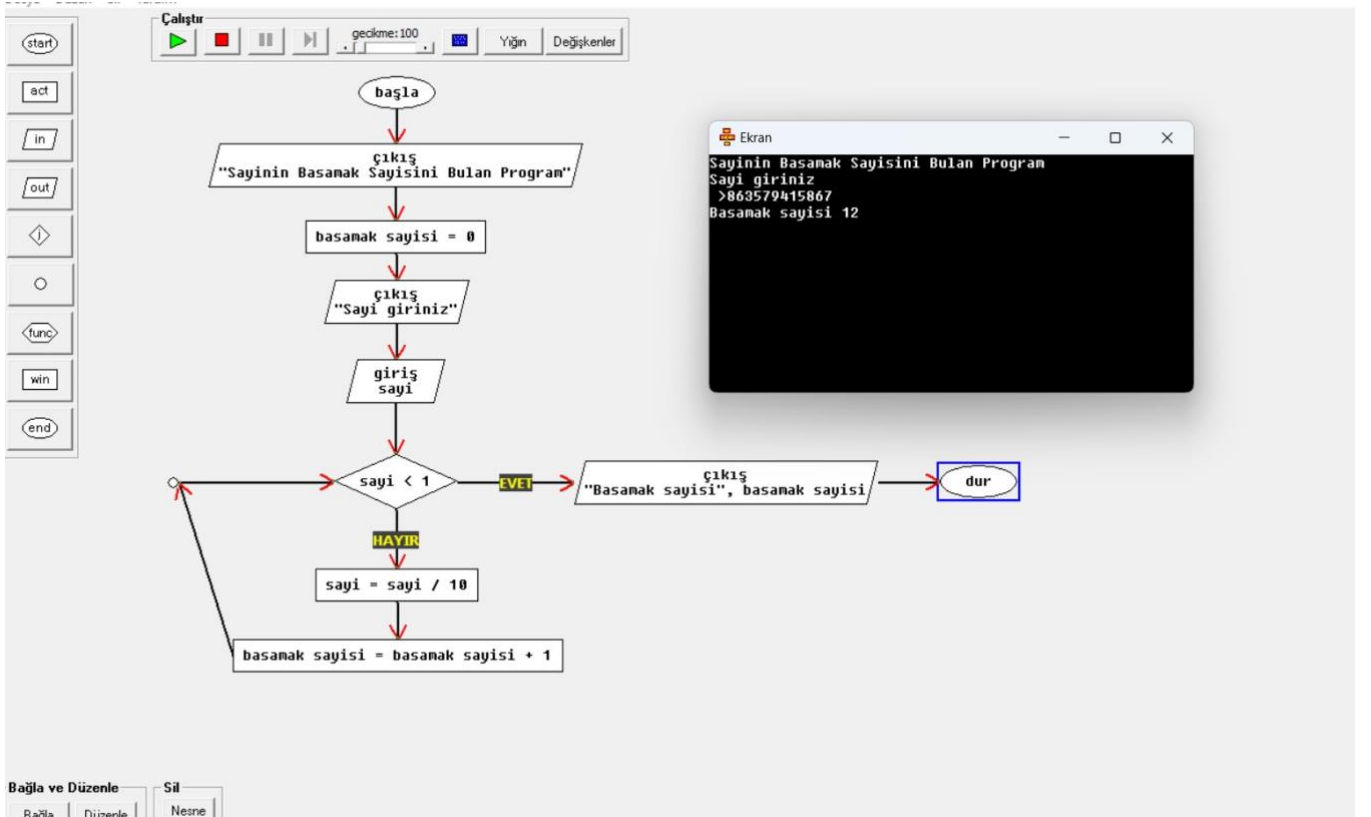 Çalıştır
gecikme:100
Yığın
Değişkenler
start
act
in
out
i
func
win
end
başla
çıkış
"Sayinin Basamak Sayisini Bulan Program"
basamak sayisi = 0
çıkış
"Sayi giriniz"
giriş
sayi
sayi < 1
EVET
çıkış
"Basamak sayisi", basamak sayisi
dur
HAYIR
sayi = sayi / 10
basamak sayisi = basamak sayisi + 1
Ekran
Sayinin Basamak Sayisini Bulan Program
Sayi giriniz
>863579415867
Basamak sayisi 12
Bağla ve Düzenle
Sil
Bağla
Düzenle
Nesne